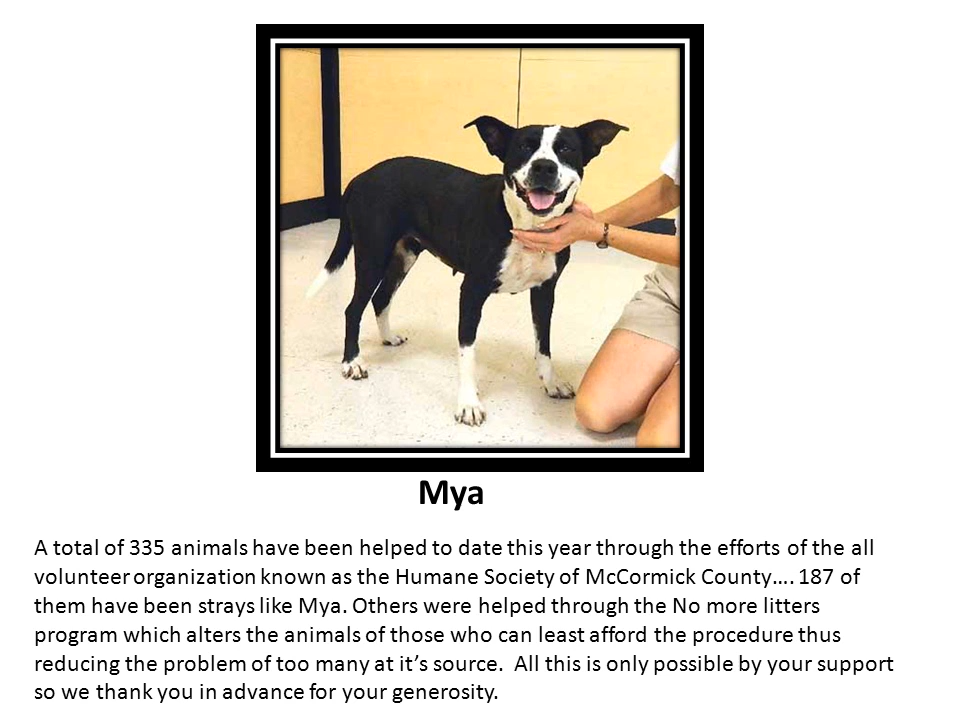 Mya
A total of 335 animals have been helped to date this year through the efforts of the all
volunteer organization known as the Humane Society of McCormick County…. 187 of
them have been strays like Mya. Others were helped through the No more litters
program which alters the animals of those who can least afford the procedure thus
reducing the problem of too many at it’s source.  All this is only possible by your support
so we thank you in advance for your generosity.